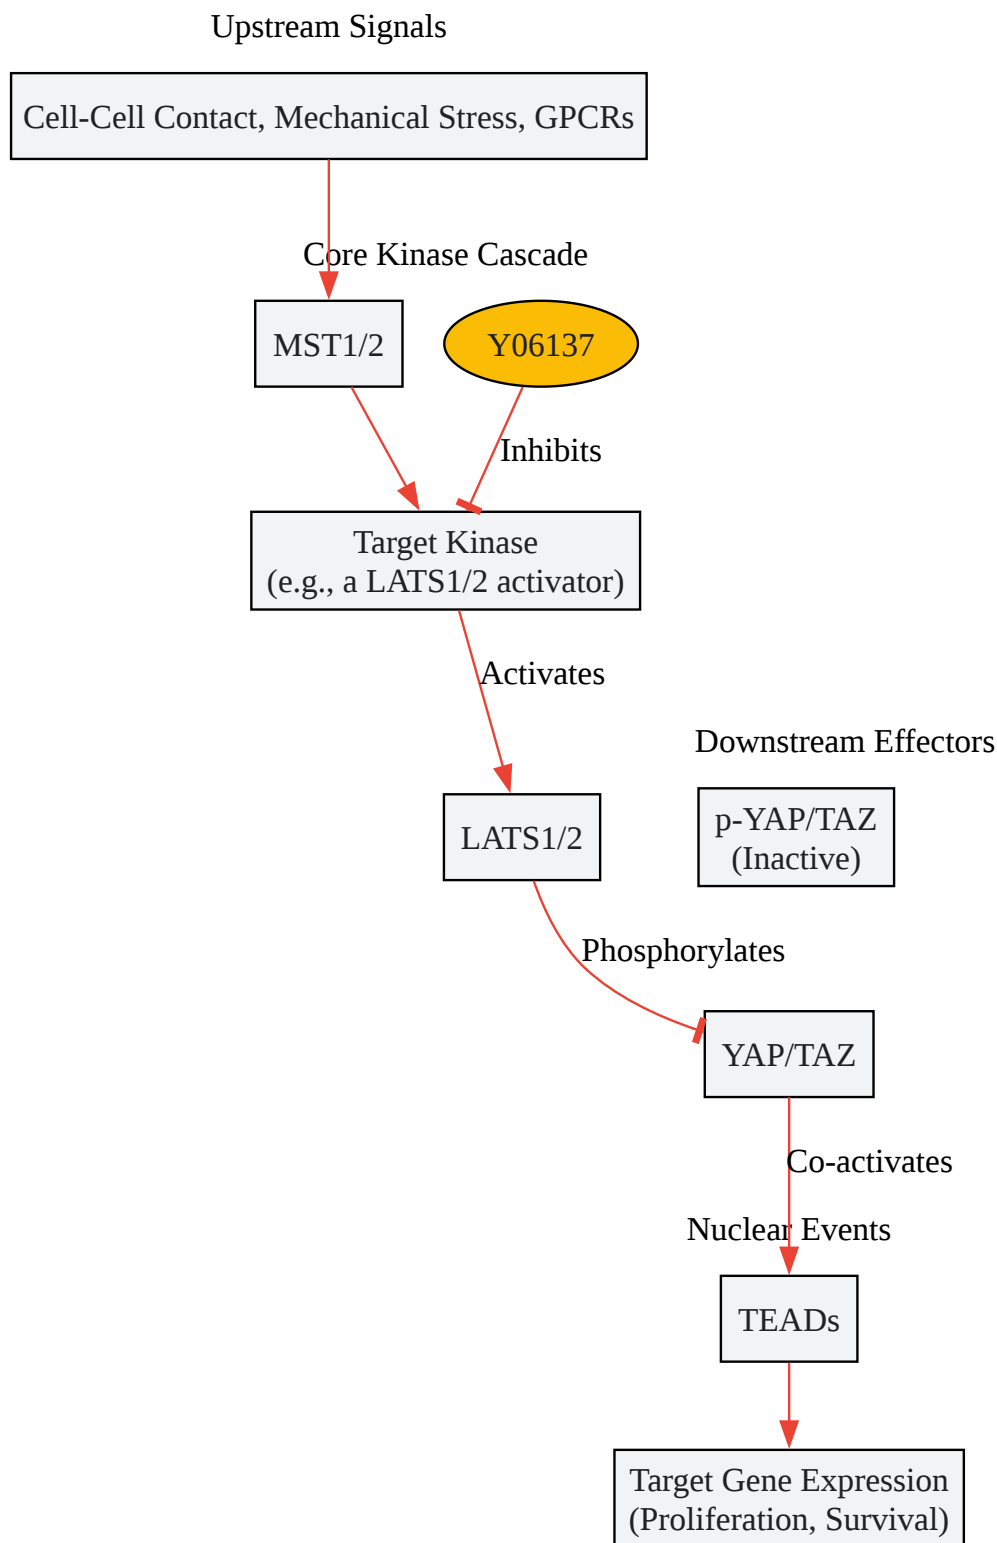 Upstream Signals
Cell-Cell Contact, Mechanical Stress, GPCRs
Core Kinase Cascade
MST1/2
Y06137
Inhibits
Target Kinase
(e.g., a LATS1/2 activator)
Activates
Downstream Effectors
LATS1/2
p-YAP/TAZ
(Inactive)
Phosphorylates
YAP/TAZ
Co-activates
Nuclear Events
TEADs
Target Gene Expression
(Proliferation, Survival)